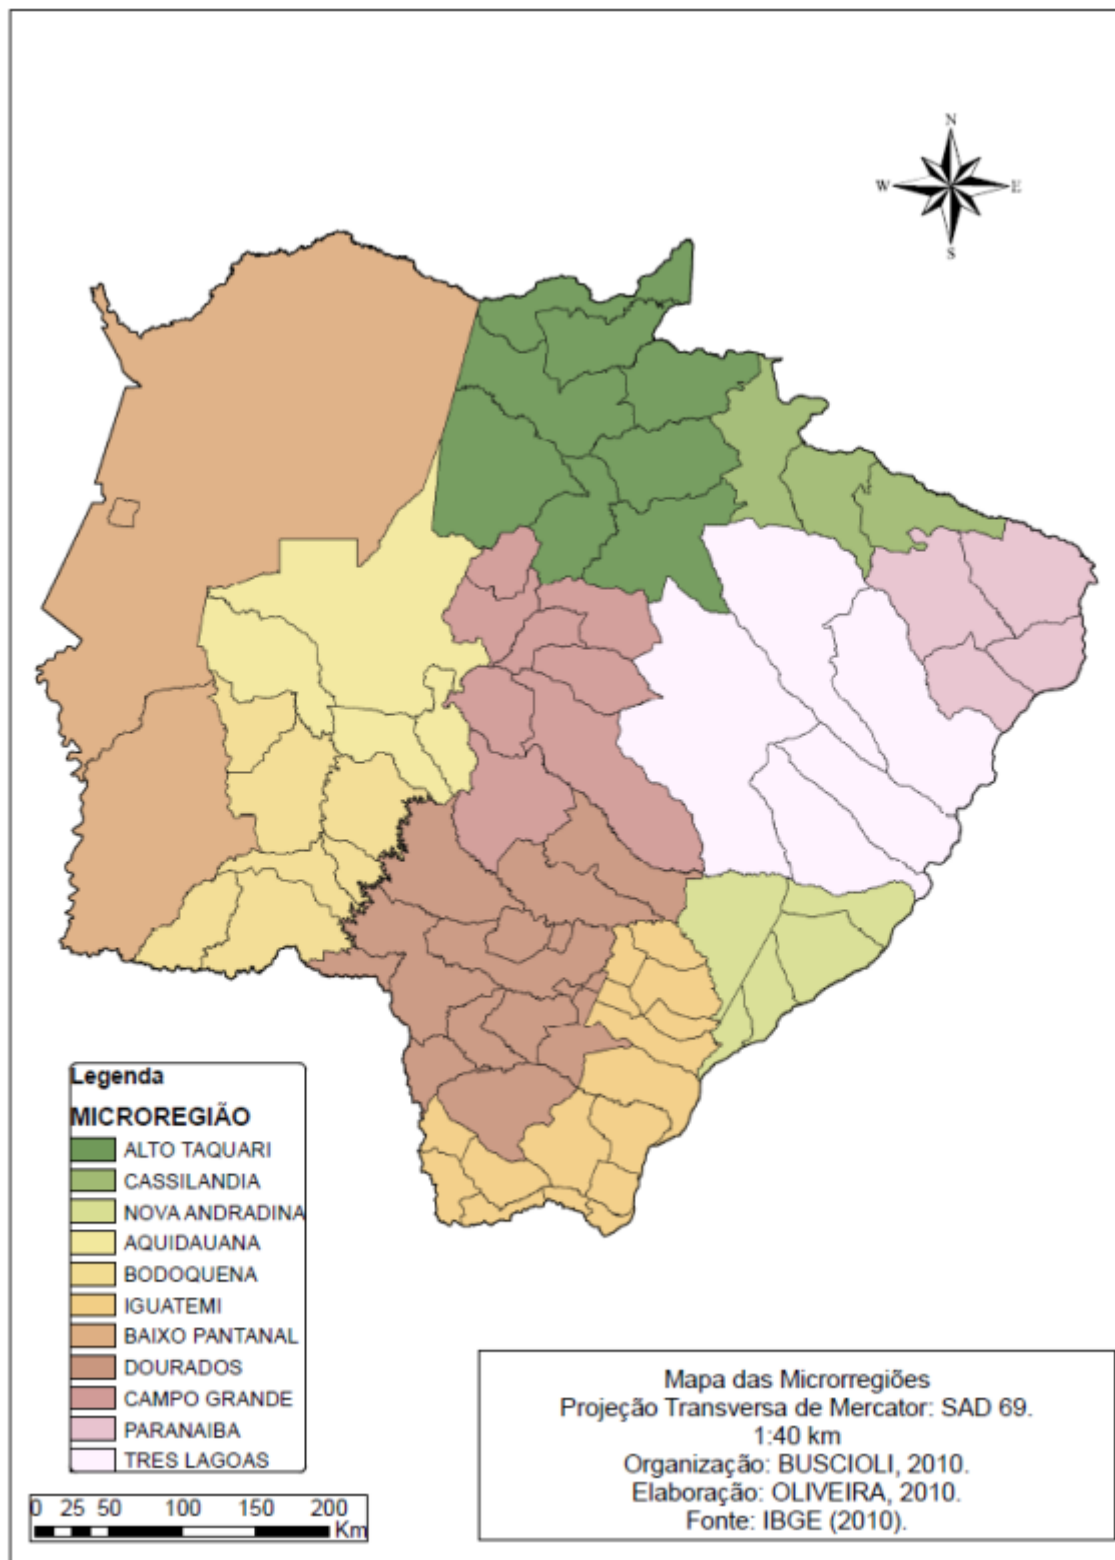 N
W E
S
Legenda
MICROREGIÃO
ALTO TAQUARI
CASSILANDIA
NOVA ANDRADINA
AQUIDAUANA
BODOQUENA
IGUATEMI
BAIXO PANTANAL
DOURADOS
CAMPO GRANDE
PARANAIBA
TRES LAGOAS
0 25 50 100 150 200
Km
Mapa das Microrregiões
Projeção Transversa de Mercator: SAD 69.
1:40 km
Organização: BUSCIOLI, 2010.
Elaboração: OLIVEIRA, 2010.
Fonte: IBGE (2010).